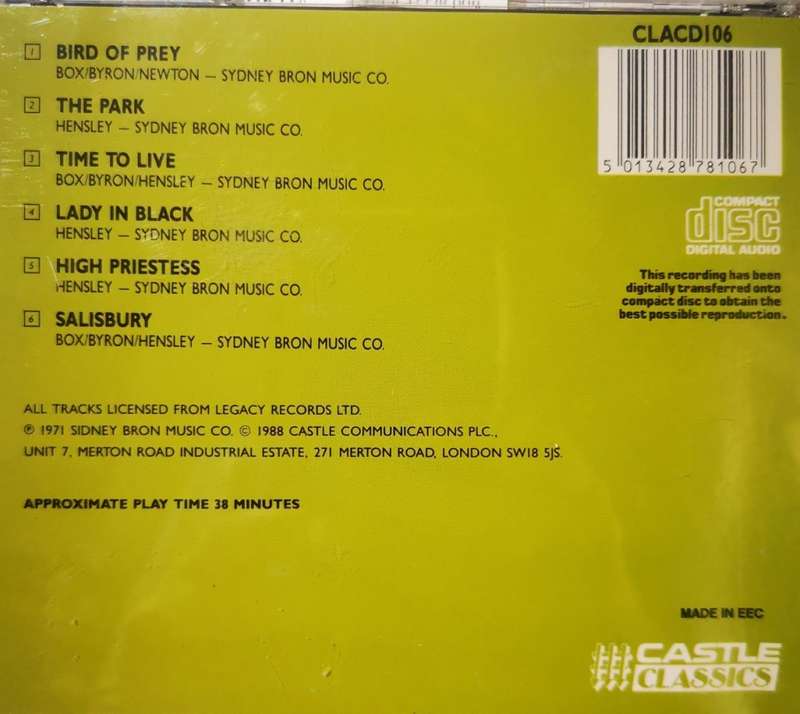 CLACD106
1 BIRD OF PREY
BOX/BYRON/NEWTON – SYDNEY BRON MUSIC CO.
2 THE PARK
HENSLEY – SYDNEY BRON MUSIC CO.
3 TIME TO LIVE
BOX/BYRON/HENSLEY – SYDNEY BRON MUSIC CO.
4 LADY IN BLACK
HENSLEY – SYDNEY BRON MUSIC CO.
5 HIGH PRIESTESS
HENSLEY – SYDNEY BRON MUSIC CO.
6 SALISBURY
BOX/BYRON/HENSLEY – SYDNEY BRON MUSIC CO.
5 013428 781067
COMPACT
disc
DIGITAL AUDIO
This recording has been
digitally transferred onto
compact disc to obtain the
best possible reproduction.
ALL TRACKS LICENSED FROM LEGACY RECORDS LTD.
℗ 1971 SIDNEY BRON MUSIC CO. © 1988 CASTLE COMMUNICATIONS PLC.,
UNIT 7, MERTON ROAD INDUSTRIAL ESTATE, 271 MERTON ROAD, LONDON SW18 5JS.
APPROXIMATE PLAY TIME 38 MINUTES
MADE IN EEC
CASTLE
CLASSICS